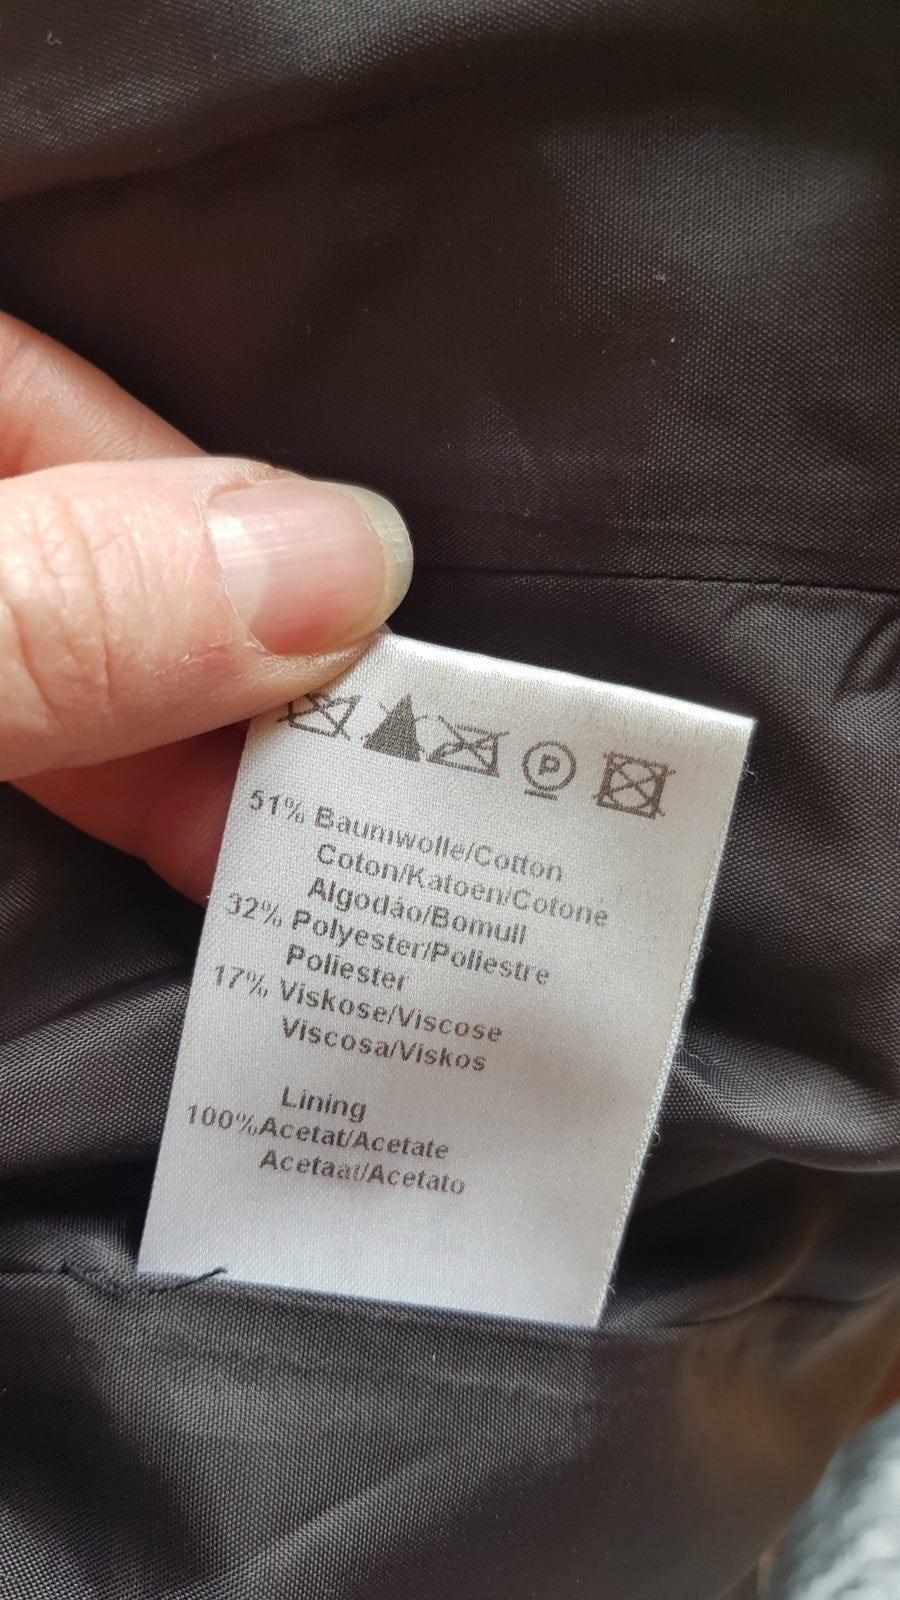 P
51% Baumwolle/Cotton
Coton/Katoen/Cotone
Algodão/Bomull
32% Polyester/Poliestre
Poliester
17% Viskose/Viscose
Viscosa/Viskos
Lining
100%Acetat/Acetate
Acetaat/Acetato